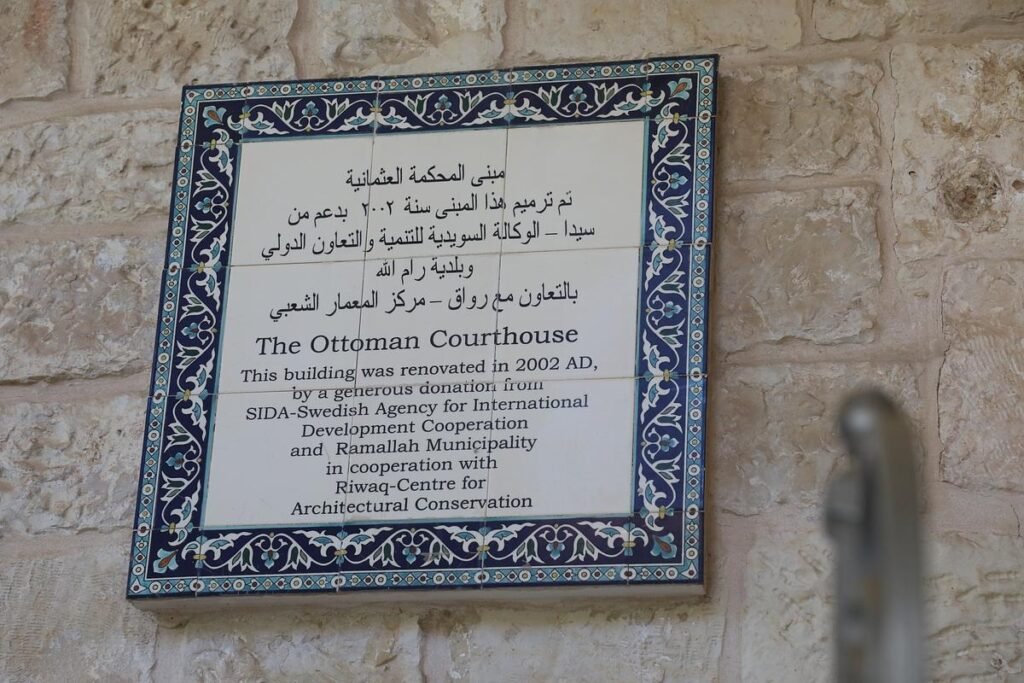 مبنى المحكمة العثمانية
تم ترميم هذا المبنى سنة ٢٠٠٢ بدعم من
سيدا – الوكالة السويدية للتنمية والتعاون الدولي
وبلدية رام الله
بالتعاون مع رواق – مركز المعمار الشعبي
The Ottoman Courthouse
This building was renovated in 2002 AD,
by a generous donation from
SIDA-Swedish Agency for International
Development Cooperation
and Ramallah Municipality
in cooperation with
Riwaq-Centre for
Architectural Conservation